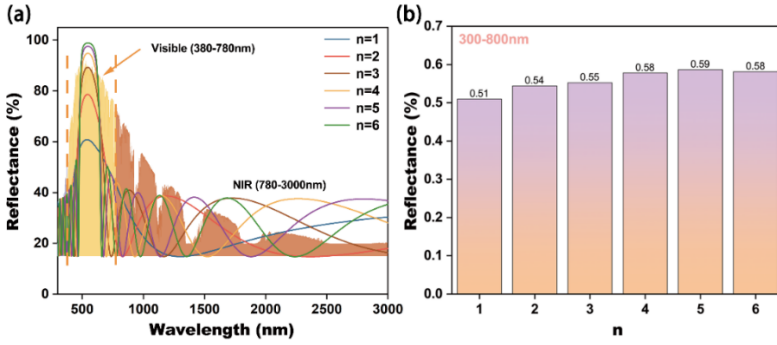 (a)
100
80
60
40
20
0
Reflectance (%)
Visible (380-780nm)
NIR (780-3000nm)
n=1
n=2
n=3
n=4
n=5
n=6
500 1000 1500 2000 2500 3000
Wavelength (nm)
(b)
0.7
0.6
0.5
0.4
0.3
0.2
0.1
0.0
Reflectance (%)
300-800nm
0.51 0.54 0.55 0.58 0.59 0.58
1 2 3 4 5 6
n